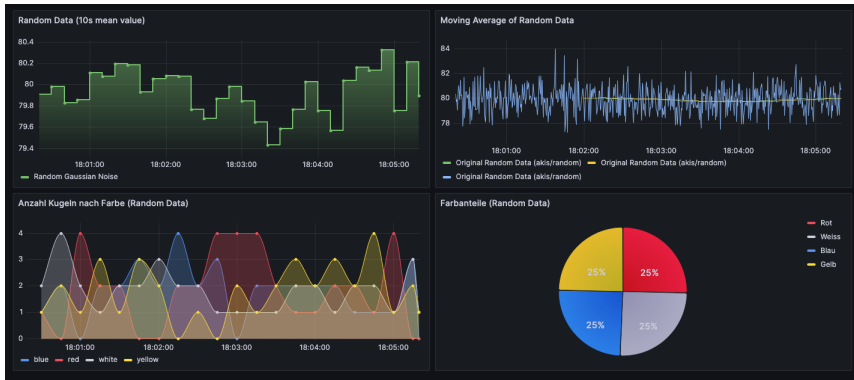 Random Data (10s mean value)
80.4
80.2
80
79.8
79.6
79.4
18:01:00 18:02:00 18:03:00 18:04:00 18:05:00
Random Gaussian Noise
Moving Average of Random Data
84
82
80
78
18:01:00 18:02:00 18:03:00 18:04:00 18:05:00
Original Random Data (akis/random) Original Random Data (akis/random)
Original Random Data (akis/random)
Anzahl Kugeln nach Farbe (Random Data)
4
3
2
1
0
18:01:00 18:02:00 18:03:00 18:04:00 18:05:00
blue red white yellow
Farbanteile (Random Data)
25% 25%
25% 25%
Rot
Weiss
Blau
Gelb